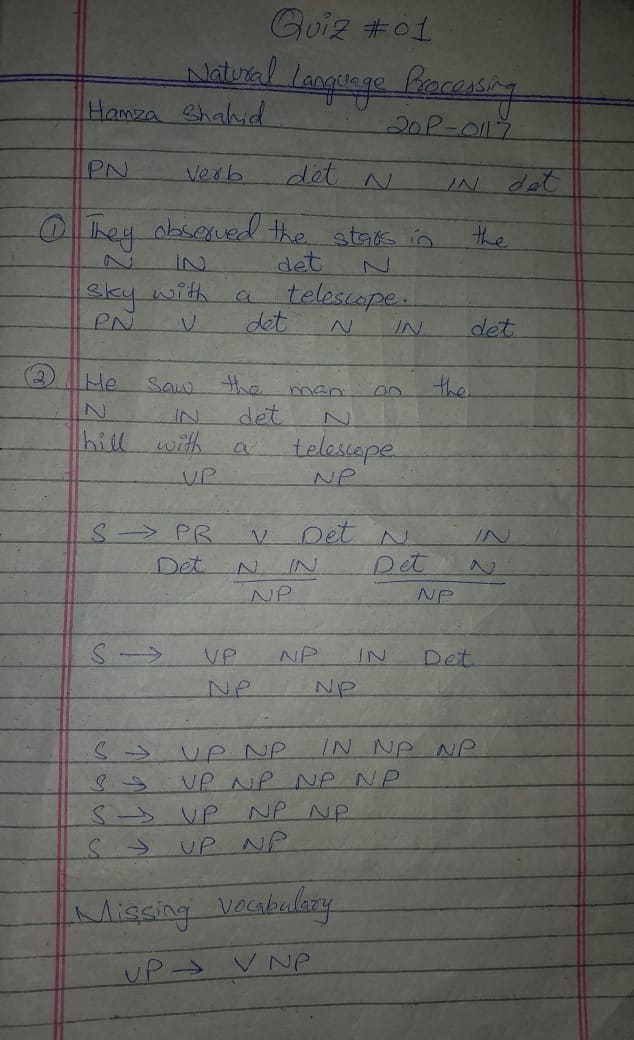 Quiz #01
Natural Language Processing
Hamza Shahid 20P-0117
PN verb det N IN det
① They observed the stars in the
N IN det N
sky with a telescope.
PN V det N IN det
② He saw the man on the
N IN det N
hill with a telescope
VP NP
S → PR V Det N IN
Det N IN Det N
NP NP
S → VP NP IN Det
NP NP
S → VP NP IN NP NP
S → VP NP NP NP
S → VP NP NP
S → VP NP
Missing Vocabulary
VP → V NP